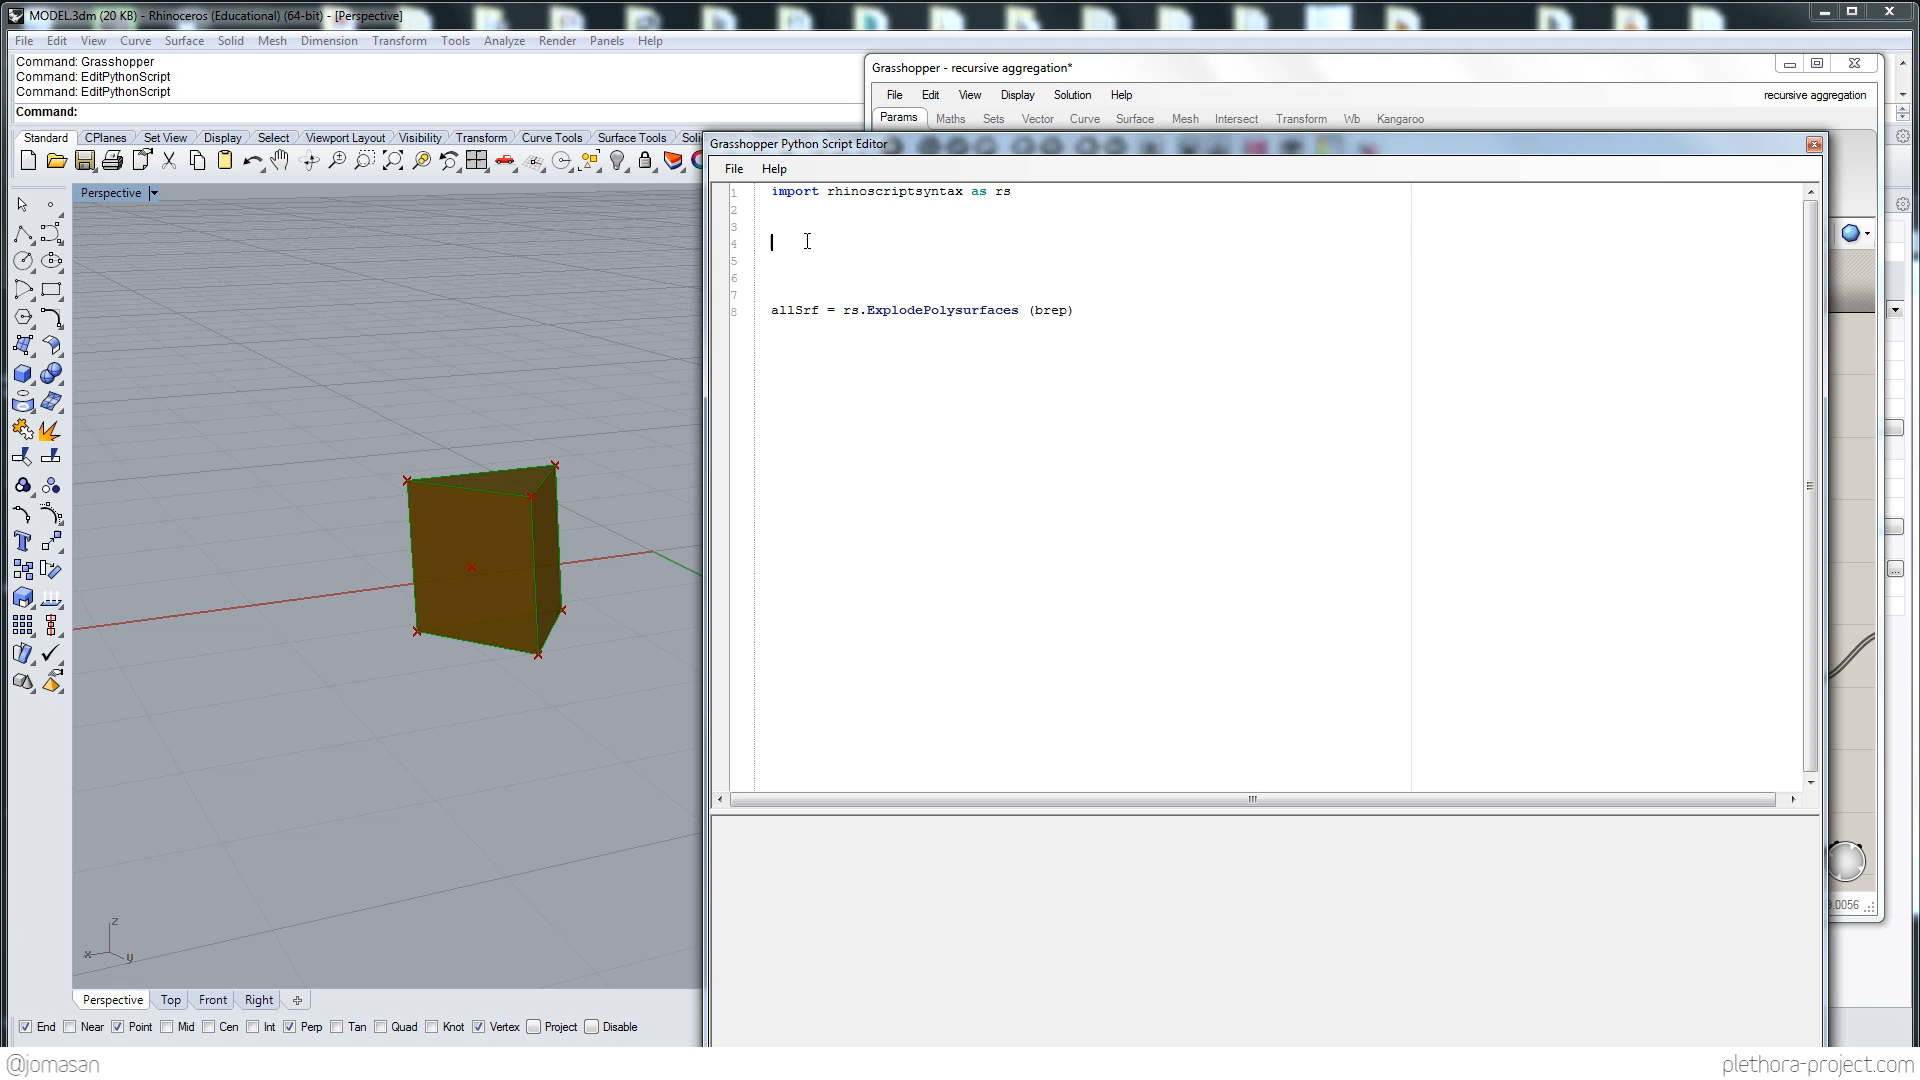 MODEL.3dm (20 KB) - Rhinoceros (Educational) (64-bit) - [Perspective]
File Edit View Curve Surface Solid Mesh Dimension Transform Tools Analyze Render Panels Help
Command: Grasshopper
Command: EditPythonScript
Command: EditPythonScript
Command:
Standard CPlanes Set View Display Select Viewport Layout Visibility Transform Curve Tools Surface Tools
Perspective
Grasshopper - recursive aggregation*
File Edit View Display Solution Help recursive aggregation
Params Maths Sets Vector Curve Surface Mesh Intersect Transform Wb Kangaroo
Grasshopper Python Script Editor
File Help
1 import rhinoscriptsyntax as rs
2
3
4
5
6
7
8 allSrf = rs.ExplodePolysurfaces (brep)
z
x y
Perspective Top Front Right
End Near Point Mid Cen Int Perp Tan Quad Knot Vertex Project Disable
@jomasan
plethora-project.com